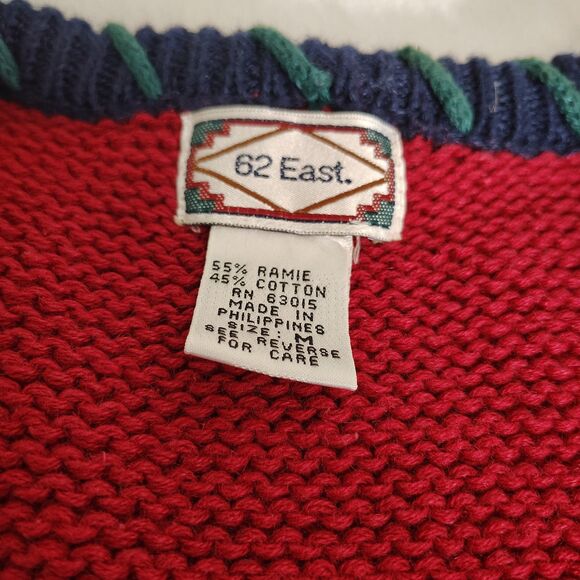 62 East.
55% RAMIE
45% COTTON
RN 63015
MADE IN
PHILIPPINES
SIZE: M
SEE REVERSE
FOR CARE